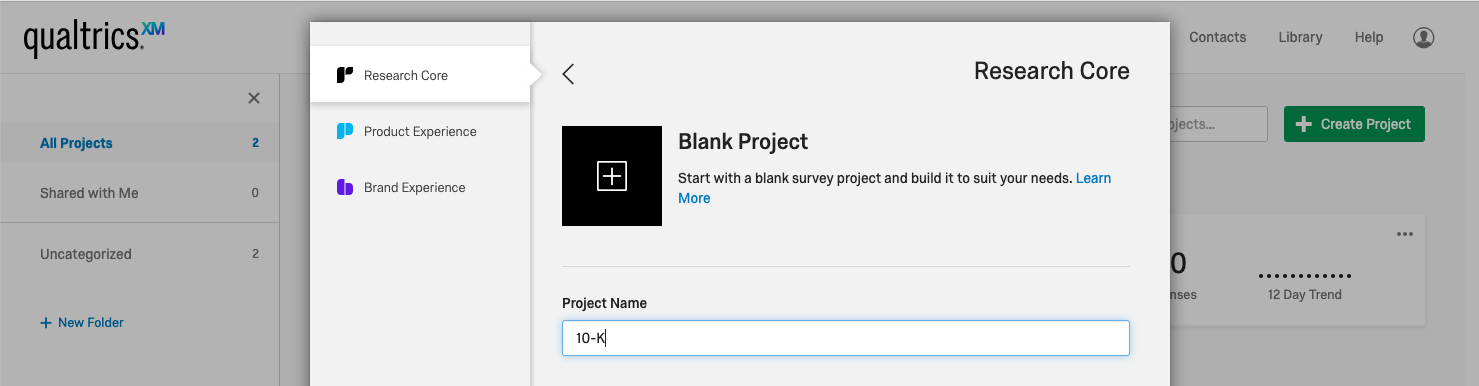 qualtrics.XM
Contacts
Library
Help
All Projects
2
Shared with Me
0
Uncategorized
2
+ New Folder
Research Core
Product Experience
Brand Experience
Research Core
Blank Project
Start with a blank survey project and build it to suit your needs. Learn
More
Project Name
10-K
Create Project
0
12 Day Trend